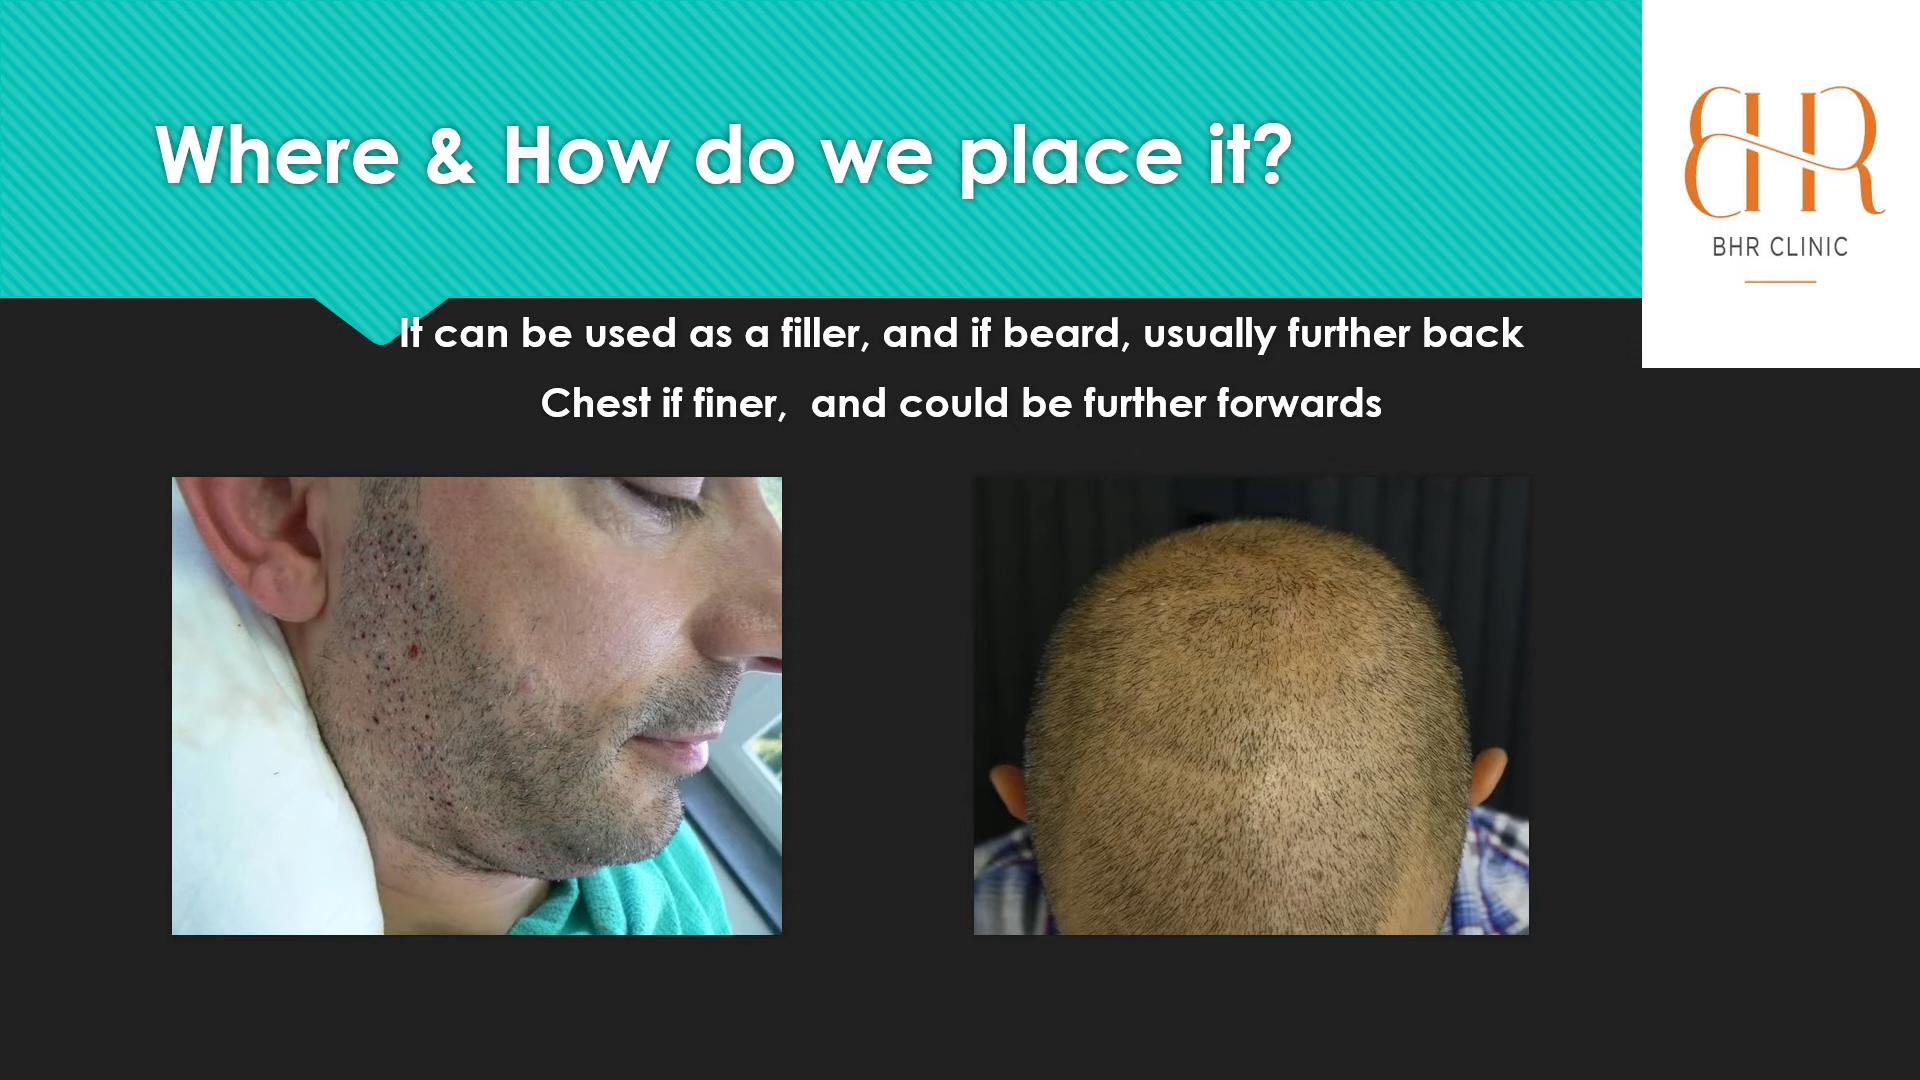 Where & How do we place it?
BHR
BHR CLINIC
It can be used as a filler, and if beard, usually further back
Chest if finer,  and could be further forwards